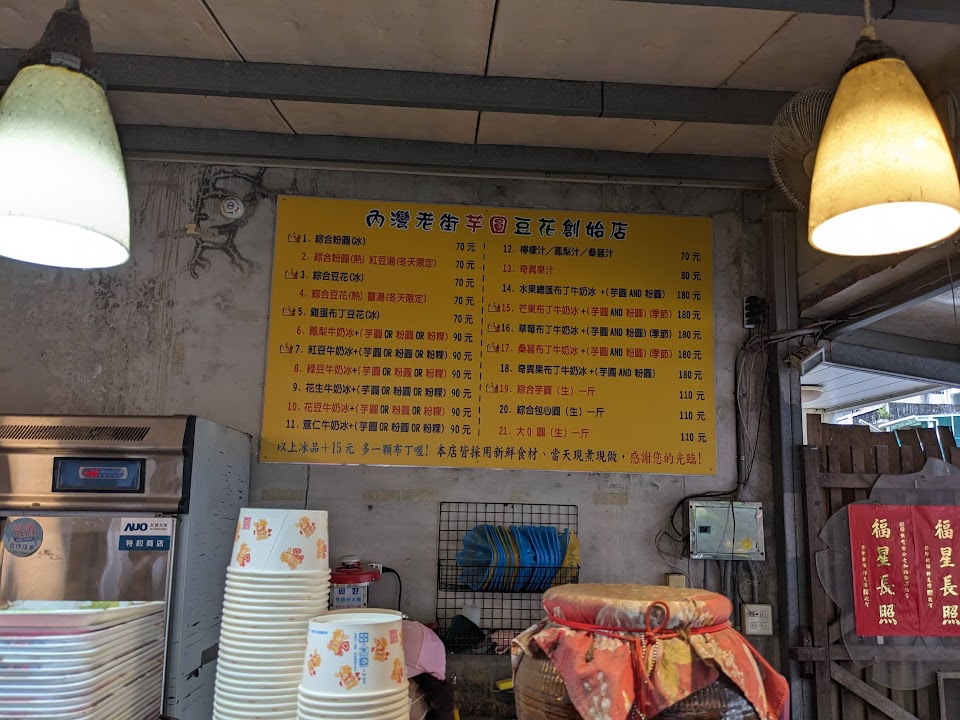 內灣老街芋圓豆花創始店
1. 綜合粉圓(冰) 70元
2. 綜合粉圓(熱) 紅豆湯(冬天限定) 70元
3. 綜合豆花(冰) 70元
4. 綜合豆花(熱) 薑湯(冬天限定) 70元
5. 雞蛋布丁豆花(冰) 70元
6. 鳳梨牛奶冰+(芋圓 OR 粉圓 OR 粉粿) 90元
7. 紅豆牛奶冰+(芋圓 OR 粉圓 OR 粉粿) 90元
8. 綠豆牛奶冰+(芋圓 OR 粉圓 OR 粉粿) 90元
9. 花生牛奶冰+(芋圓 OR 粉圓 OR 粉粿) 90元
10. 花豆牛奶冰+(芋圓 OR 粉圓 OR 粉粿) 90元
11. 薏仁牛奶冰+(芋圓 OR 粉圓 OR 粉粿) 90元
12. 檸檬汁／鳳梨汁／桑葚汁 70元
13. 奇異果汁 80元
14. 水果總匯布丁牛奶冰 +(芋圓 AND 粉圓) 180元
15. 芒果布丁牛奶冰 +(芋圓 AND 粉圓)(季節) 180元
16. 草莓布丁牛奶冰 +(芋圓 AND 粉圓)(季節) 180元
17. 桑葚布丁牛奶冰 +(芋圓 AND 粉圓)(季節) 180元
18. 奇異果布丁牛奶冰 +(芋圓 AND 粉圓) 180元
19. 綜合芋圓（生）一斤 110元
20. 綜合包心圓（生）一斤 110元
21. 大Q圓（生）一斤 110元
以上冰品+15元 多一顆布丁喔! 本店皆採用新鮮食材、當天現煮現做, 感謝您的光臨!
AUO
特約商店
福星長照
福星長照